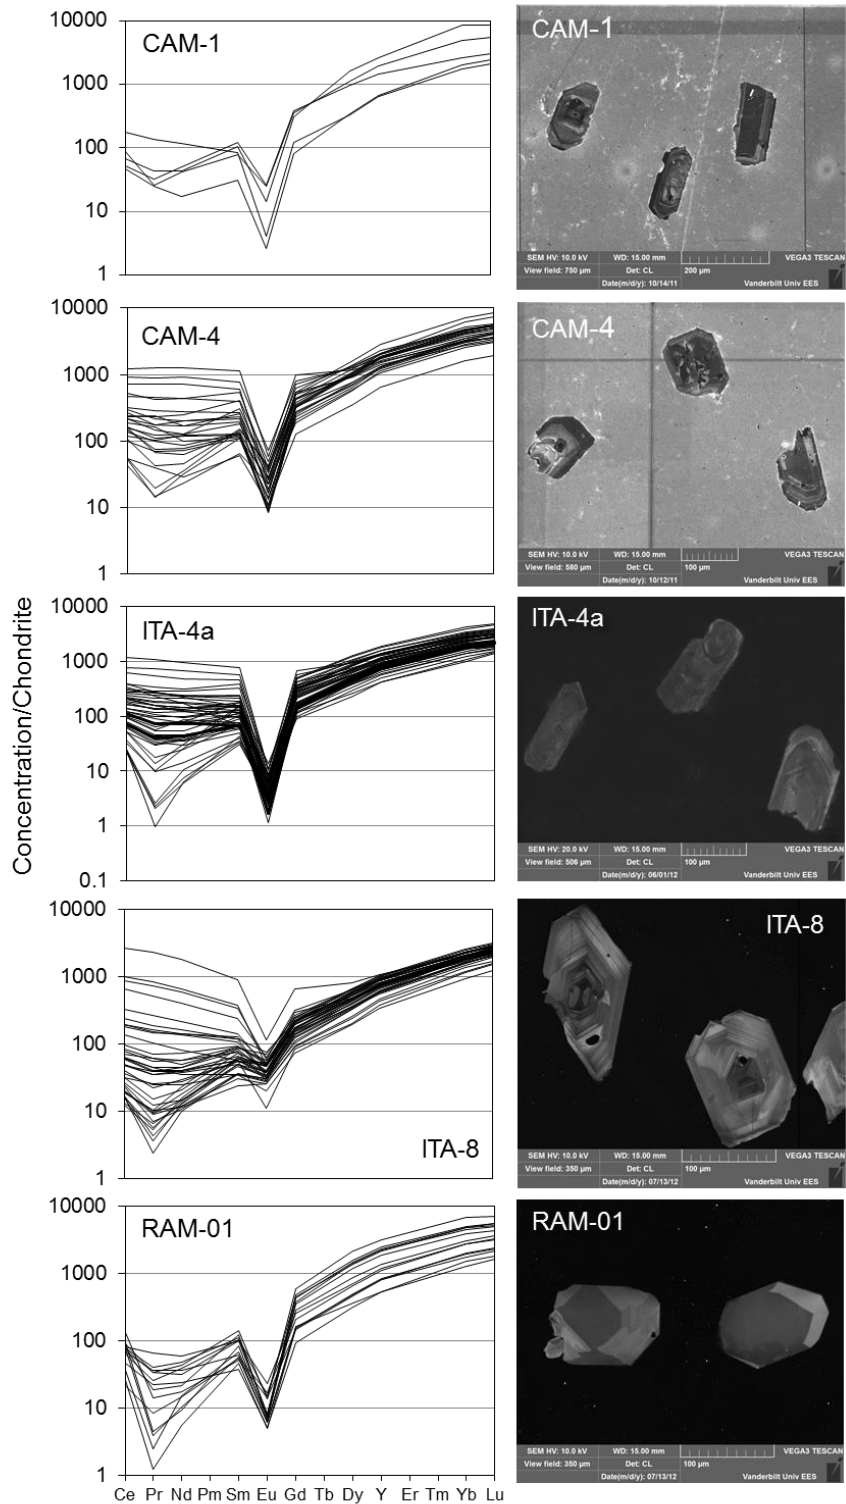 Concentration/Chondrite
10000
1000
100
10
1
CAM-1
CAM-1
SEM HV: 10.0 kV WD: 15.00 mm VEGA3 TESCAN
View field: 750 µm Det: CL 200 µm
Date(m/d/y): 10/14/11 Vanderbilt Univ EES
10000
1000
100
10
1
CAM-4
CAM-4
SEM HV: 10.0 kV WD: 15.00 mm VEGA3 TESCAN
View field: 580 µm Det: CL 100 µm
Date(m/d/y): 10/12/11 Vanderbilt Univ EES
10000
1000
100
10
1
0.1
ITA-4a
ITA-4a
SEM HV: 20.0 kV WD: 15.00 mm VEGA3 TESCAN
View field: 506 µm Det: CL 100 µm
Date(m/d/y): 06/01/12 Vanderbilt Univ EES
10000
1000
100
10
1
ITA-8
ITA-8
SEM HV: 10.0 kV WD: 15.00 mm VEGA3 TESCAN
View field: 350 µm Det: CL 100 µm
Date(m/d/y): 07/13/12 Vanderbilt Univ EES
10000
1000
100
10
1
RAM-01
Ce Pr Nd Pm Sm Eu Gd Tb Dy Y Er Tm Yb Lu
RAM-01
SEM HV: 10.0 kV WD: 15.00 mm VEGA3 TESCAN
View field: 350 µm Det: CL 100 µm
Date(m/d/y): 07/13/12 Vanderbilt Univ EES